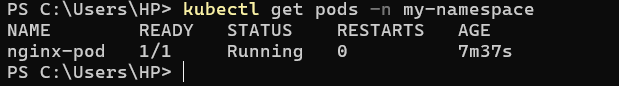 PS C:\Users\HP> kubectl get pods -n my-namespace
NAME        READY   STATUS    RESTARTS   AGE
nginx-pod   1/1     Running   0          7m37s
PS C:\Users\HP>